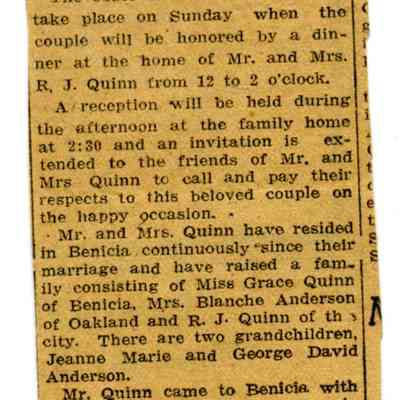 take place on Sunday when the
couple will be honored by a din-
ner at the home of Mr. and Mrs.
R, J. Quinn from 12 to 2 o'clock.
A reception will be held during
the afternoon at the family home
at 2:30 and an invitation is ex-
tended to the friends of Mr. and
Mrs Quinn to call and pay their
respects to this beloved couple on
the happy occasion.
Mr. and Mrs. Quinn have resided
in Benicia continuously since their
marriage and have raised a fam-
ily consisting of Miss Grace Quinn
of Benicia, Mrs. Blanche Anderson
of Oakland and R. J. Quinn of th s
city. There are two grandchildren,
Jeanne Marie and George David
Anderson.
Mr. Quinn came to Benicia with